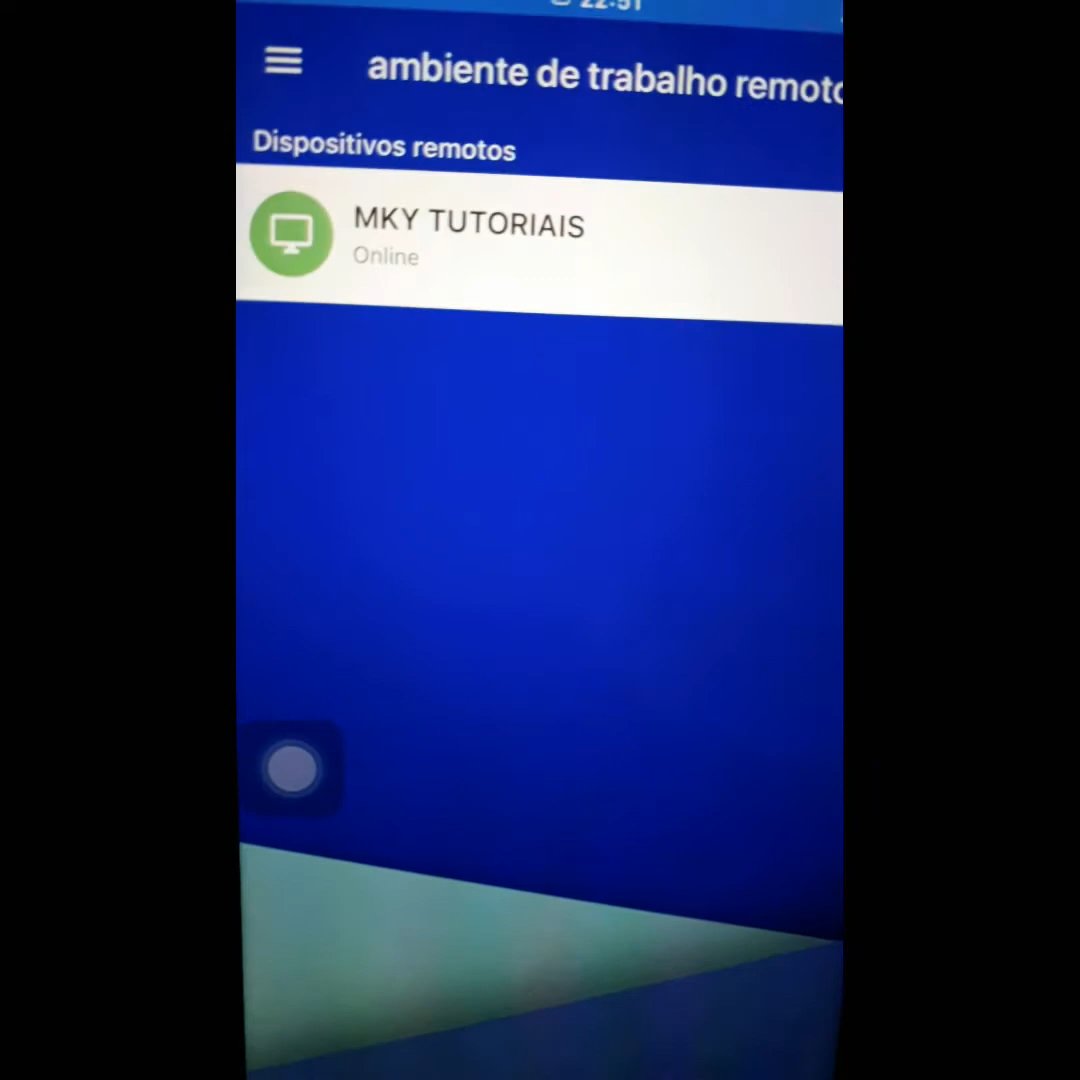 22:51
ambiente de trabalho remoto
Dispositivos remotos
MKY TUTORIAIS
Online